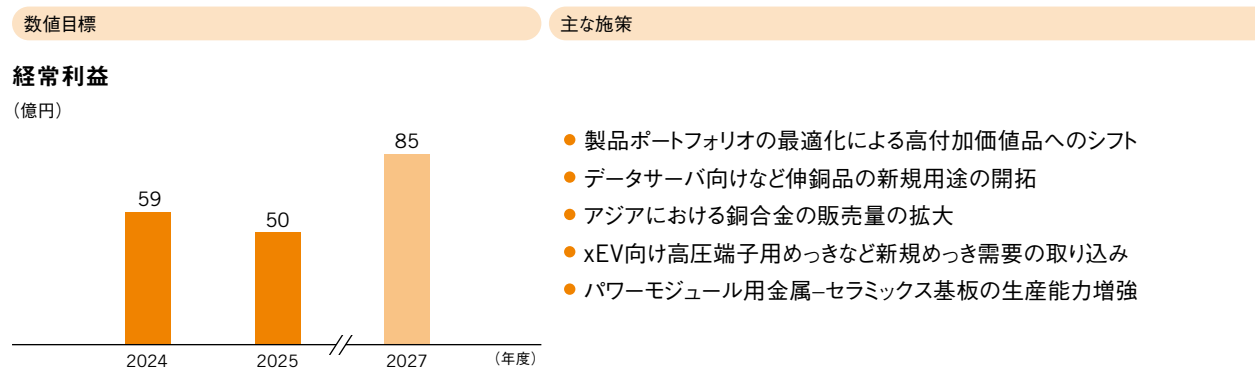 数値目標
主な施策
経常利益
（億円）
59
50
85
2024
2025
2027
（年度）
製品ポートフォリオの最適化による高付加価値品へのシフト
データサーバ向けなど伸銅品の新規用途の開拓
アジアにおける銅合金の販売量の拡大
xEV向け高圧端子用めっきなど新規めっき需要の取り込み
パワーモジュール用金属–セラミックス基板の生産能力増強